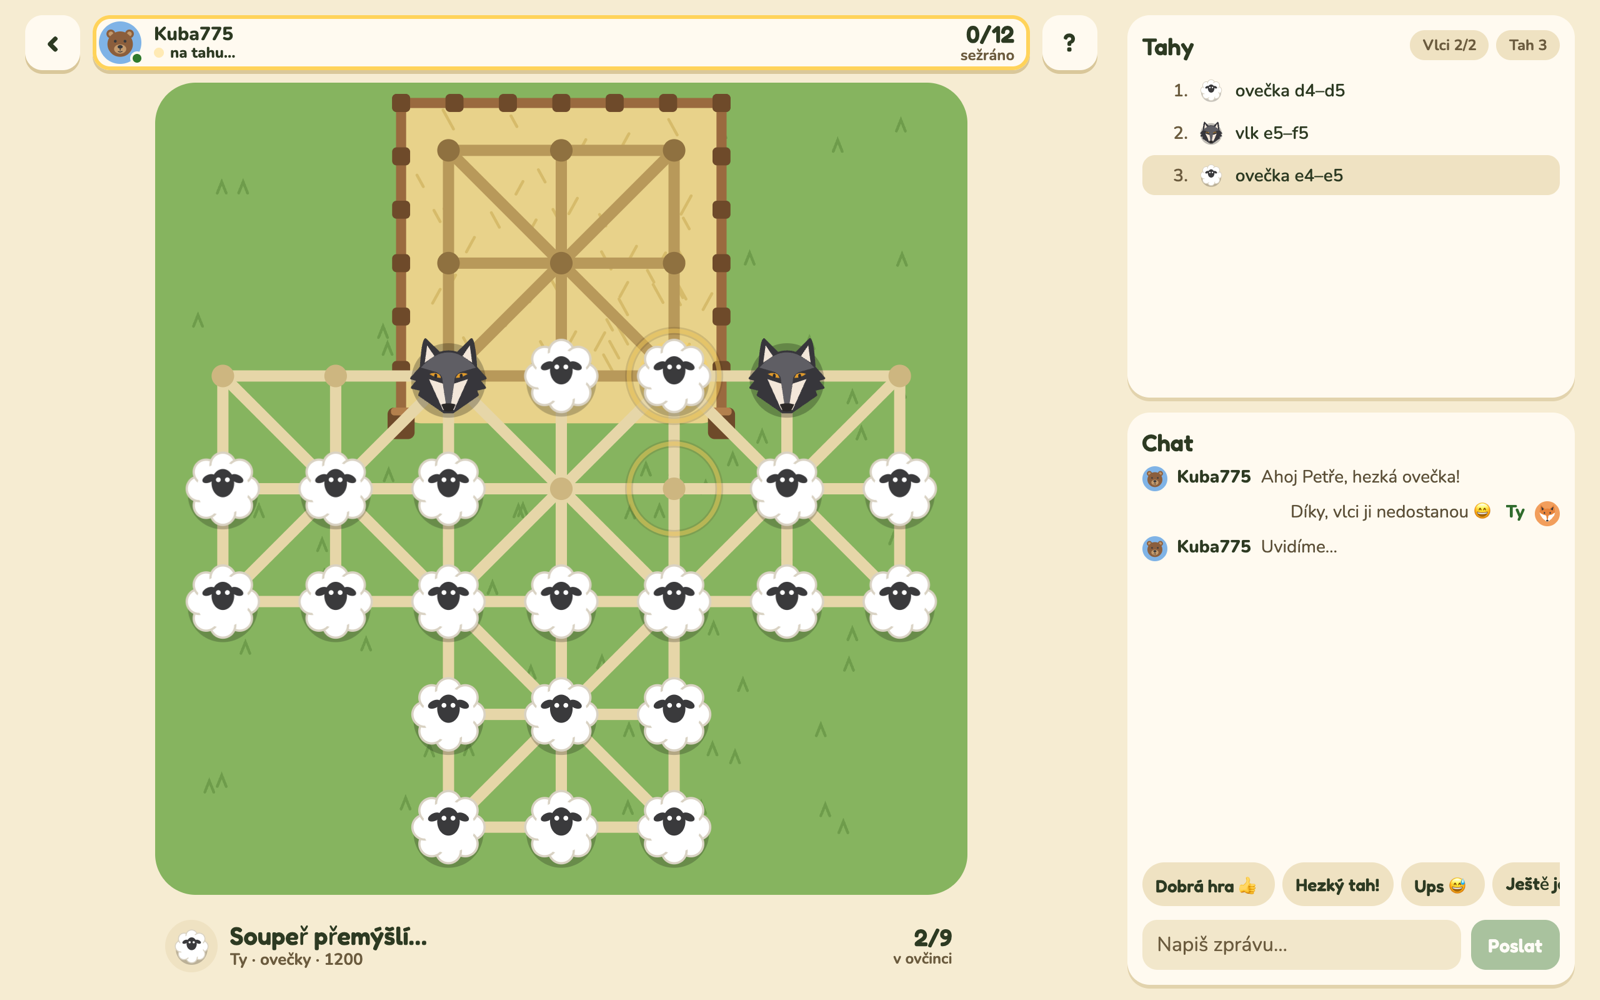 Kuba775
na tahu...
0/12
sežráno
?
Tahy
Vlci 2/2
Tah 3
1. ovečka d4–d5
2. vlk e5–f5
3. ovečka e4–e5
Chat
Kuba775 Ahoj Petře, hezká ovečka!
Díky, vlci ji nedostanou 😄 Ty
Kuba775 Uvidíme...
Dobrá hra 👍
Hezký tah!
Ups 😅
Ještě
Napiš zprávu...
Poslat
Soupeř přemýšlí...
Ty · ovečky · 1200
2/9
v ovčinci